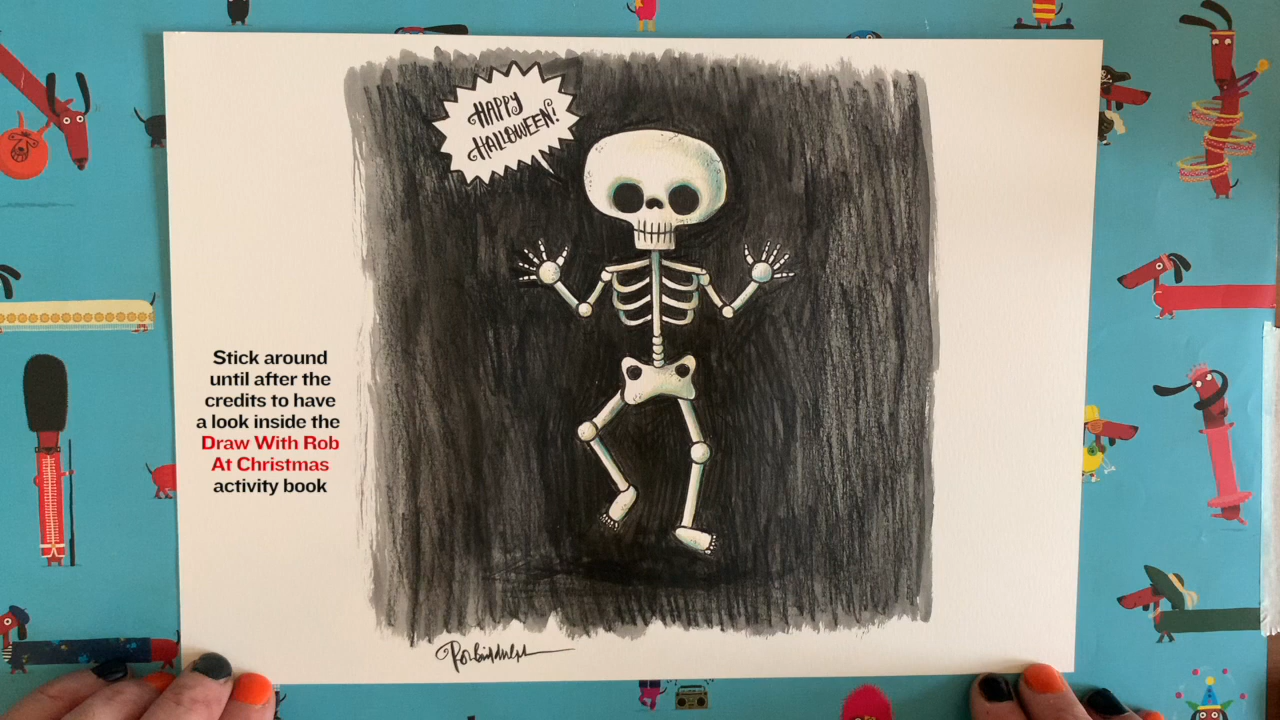 HAPPY
HALLOWEEN!
Stick around
until after the
credits to have
a look inside the
Draw With Rob
At Christmas
activity book